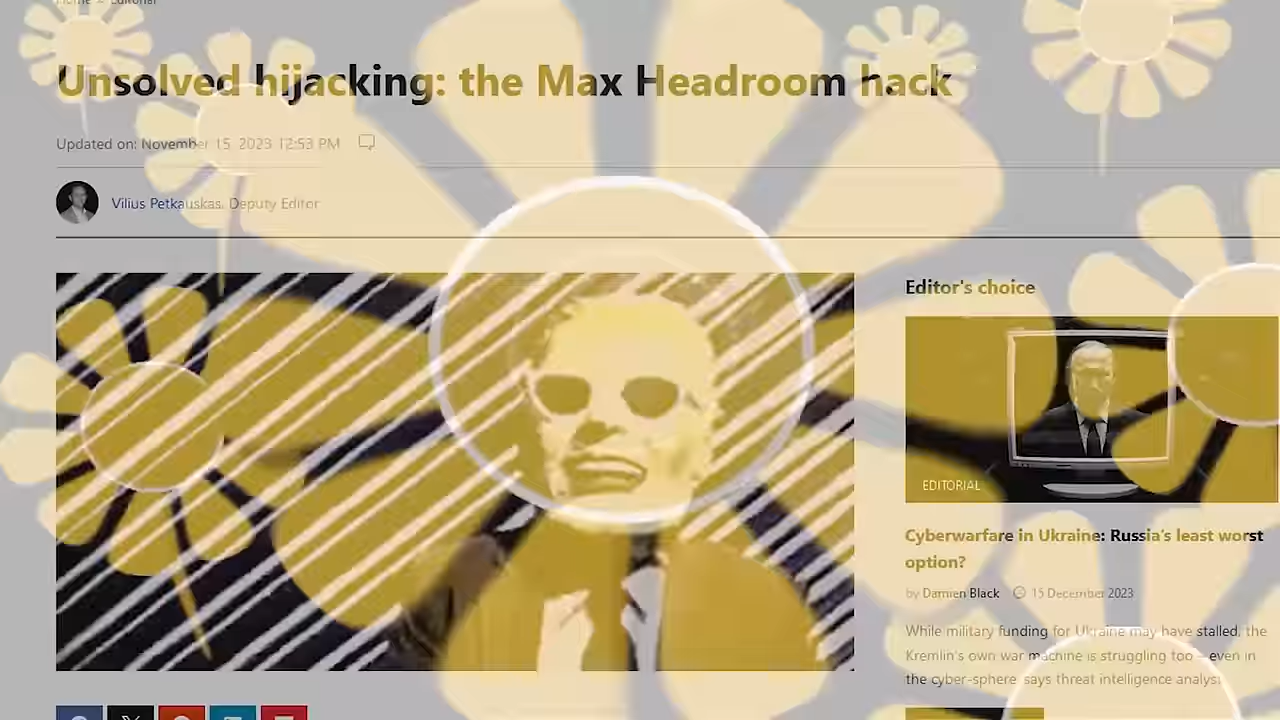 Home » Editorial
Unsolved hijacking: the Max Headroom hack
Updated on: November 15, 2023 12:53 PM
Vilius Petkauskas, Deputy Editor
Editor's choice
EDITORIAL
Cyberwarfare in Ukraine: Russia's least worst
option?
by Damien Black 15 December 2023
While military funding for Ukraine may have stalled, the
Kremlin's own war machine is struggling too – even in
the cyber-sphere, says threat intelligence analyst